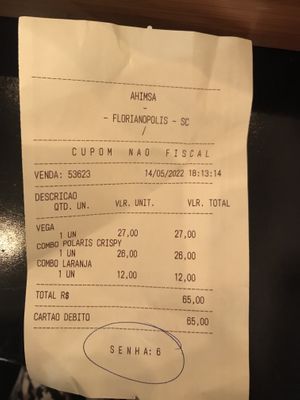 AHIMSA
-
- FLORIANOPOLIS - SC
/
CUPOM NAO FISCAL
VENDA: 53623 14/05/2022 18:13:14
DESCRICAO
QTD. UN. VLR. UNIT. VLR. TOTAL
VEGA
1 UN 27,00 27,00
COMBO POLARIS CRISPY
1 UN 26,00 26,00
COMBO LARANJA
1 UN 12,00 12,00
TOTAL R$ 65,00
CARTAO DEBITO 65,00
SENHA: 6